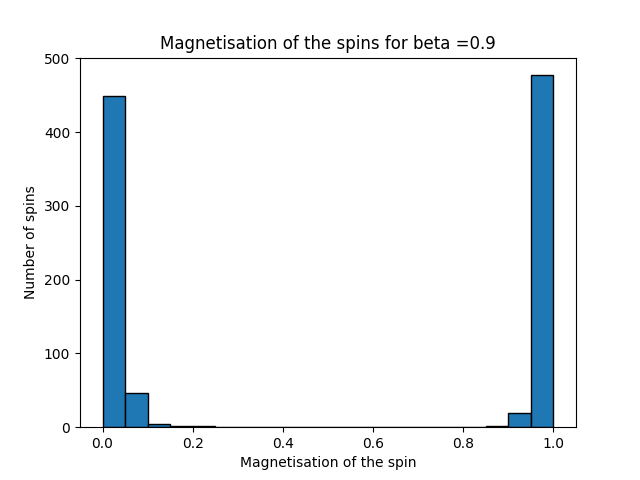 Magnetisation of the spins for beta =0.9
500
400
300
200
100
0
Number of spins
0.0 0.2 0.4 0.6 0.8 1.0
Magnetisation of the spin